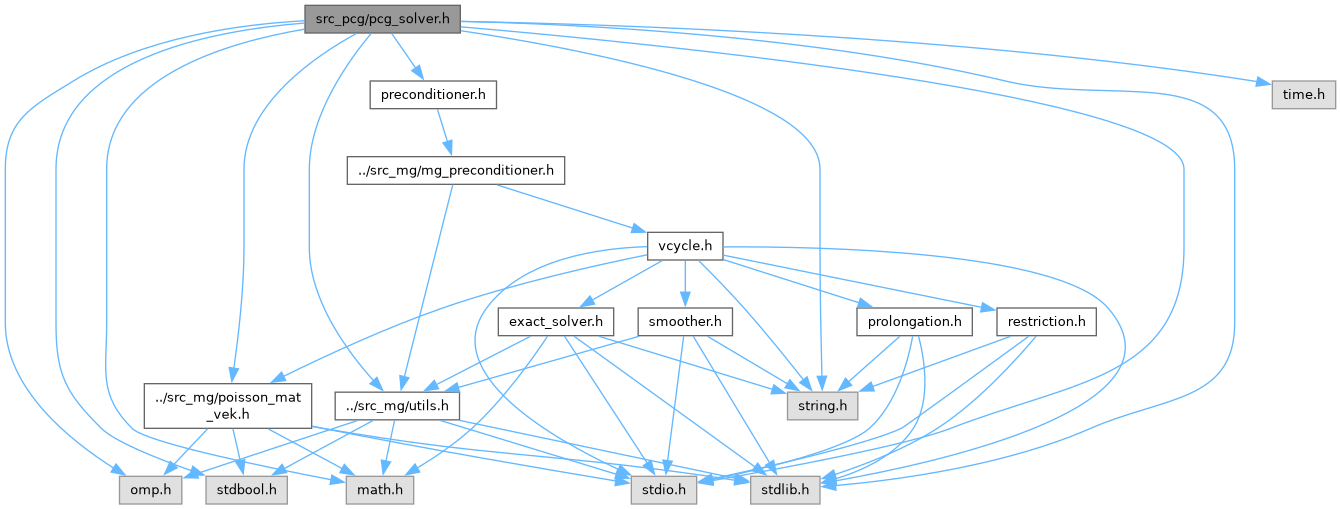 src_pcg/pcg_solver.h
preconditioner.h
time.h
../src_mg/mg_preconditioner.h
vcycle.h
exact_solver.h
smoother.h
prolongation.h
restriction.h
../src_mg/poisson_mat
_vek.h
../src_mg/utils.h
string.h
omp.h
stdbool.h
math.h
stdio.h
stdlib.h